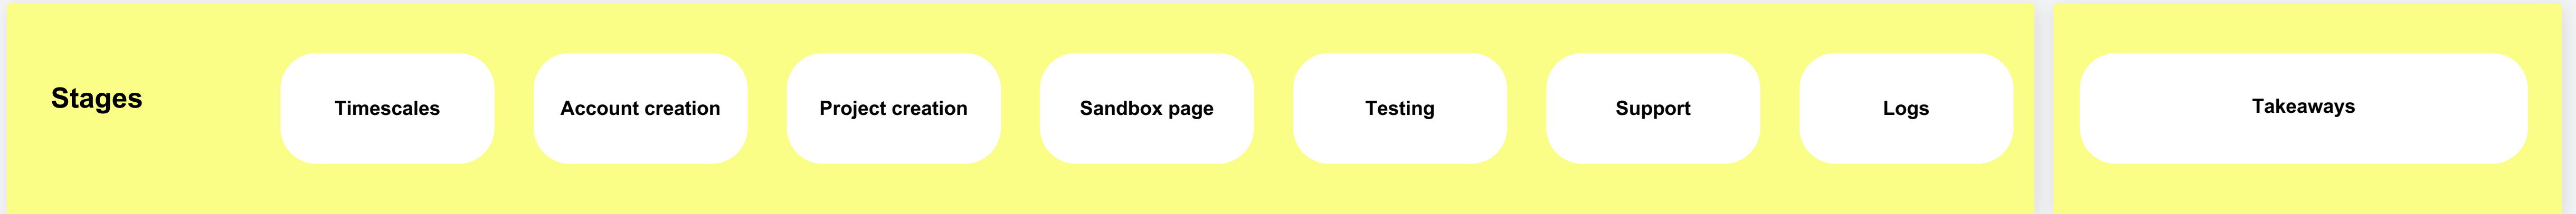 Stages
Timescales
Account creation
Project creation
Sandbox page
Testing
Support
Logs
Takeaways